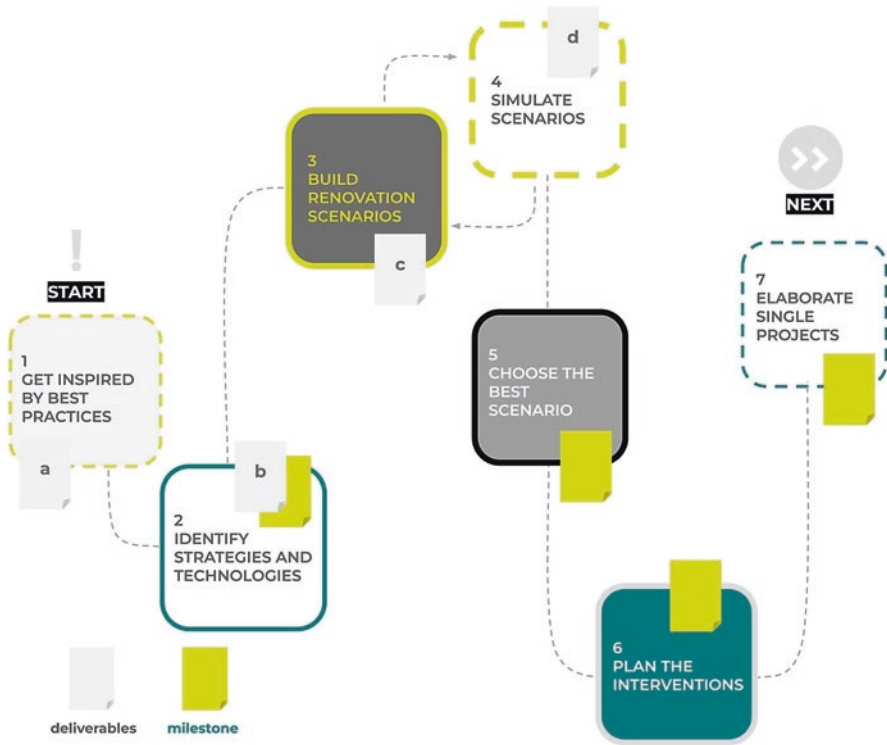 START
1
GET INSPIRED
BY BEST
PRACTICES
a
2
IDENTIFY
STRATEGIES AND
TECHNOLOGIES
b
3
BUILD
RENOVATION
SCENARIOS
c
4
SIMULATE
SCENARIOS
d
5
CHOOSE THE
BEST
SCENARIO
6
PLAN THE
INTERVENTIONS
NEXT
7
ELABORATE
SINGLE
PROJECTS
deliverables
milestone